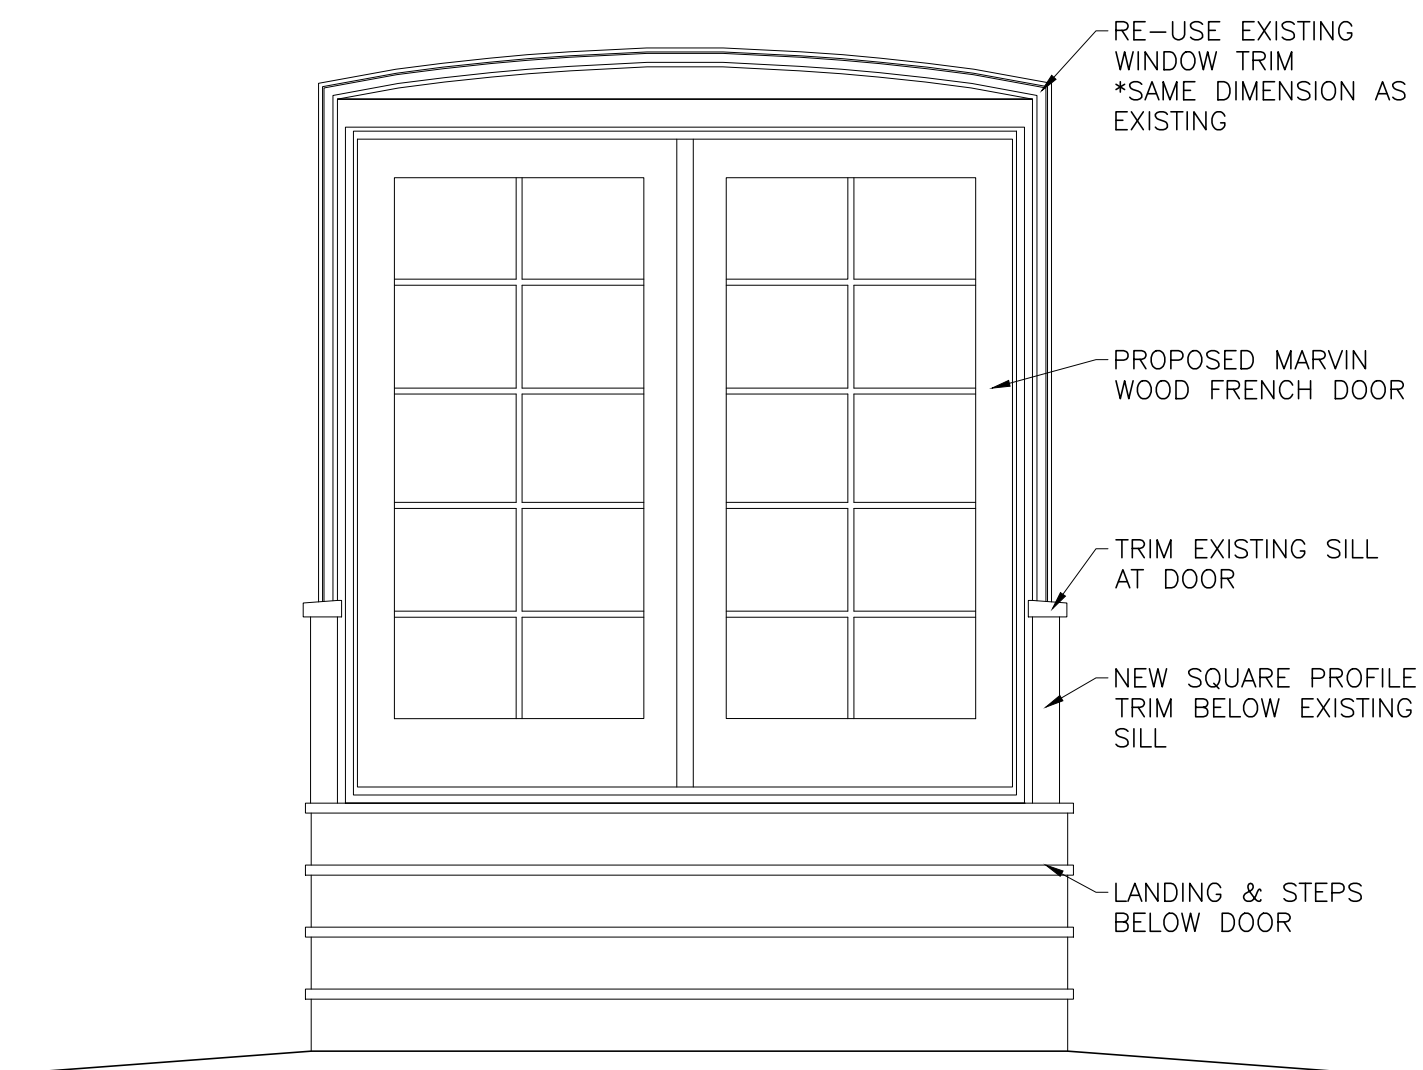 RE-USE EXISTING
WINDOW TRIM
*SAME DIMENSION AS
EXISTING
PROPOSED MARVIN
WOOD FRENCH DOOR
TRIM EXISTING SILL
AT DOOR
NEW SQUARE PROFILE
TRIM BELOW EXISTING
SILL
LANDING & STEPS
BELOW DOOR